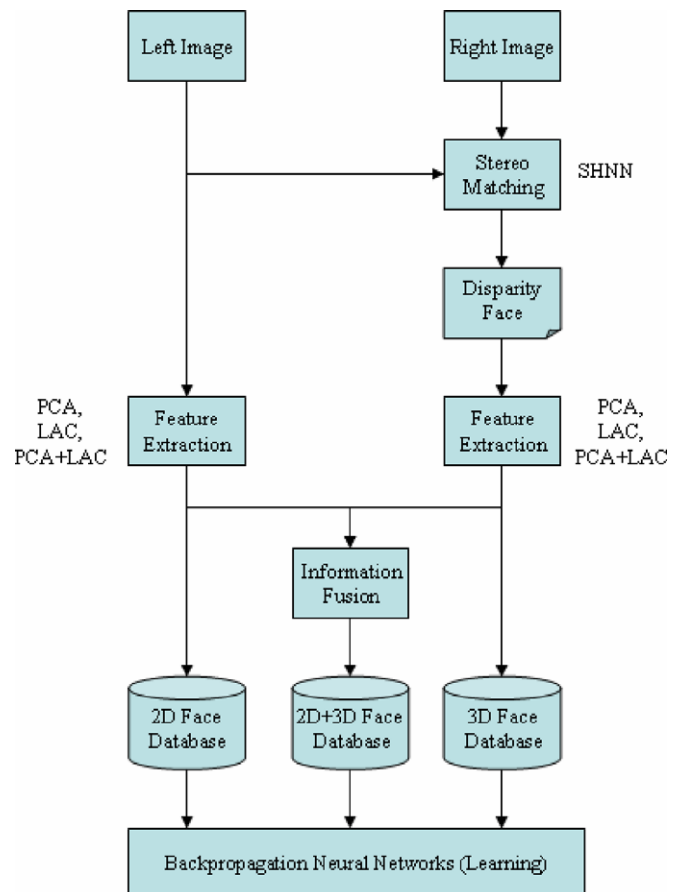 Left Image
Right Image
Stereo
Matching
SHNN
Disparity
Face
PCA,
LAC,
PCA+LAC
Feature
Extraction
Feature
Extraction
PCA,
LAC,
PCA+LAC
Information
Fusion
2D Face
Database
2D+3D Face
Database
3D Face
Database
Backpropagation Neural Networks (Learning)